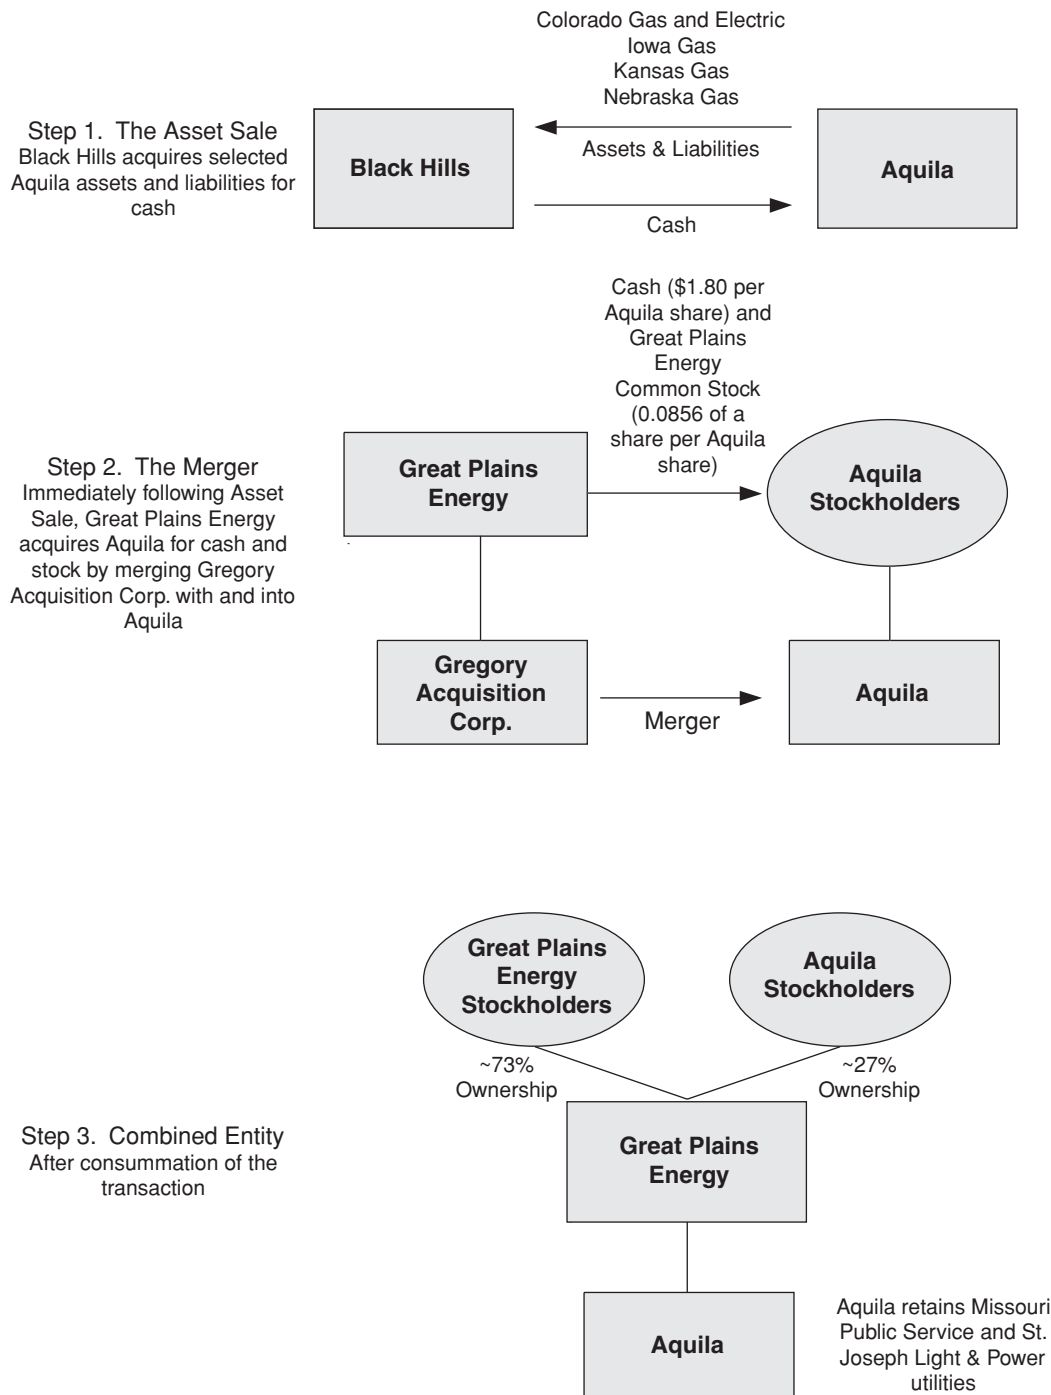 Colorado Gas and Electric
Iowa Gas
Kansas Gas
Nebraska Gas
Step 1. The Asset Sale
Black Hills acquires selected
Aquila assets and liabilities for
cash
Black Hills
Assets & Liabilities
Cash
Aquila
Cash ($1.80 per
Aquila share) and
Great Plains
Energy
Common Stock
(0.0856 of a
share per Aquila
share)
Step 2. The Merger
Immediately following Asset
Sale, Great Plains Energy
acquires Aquila for cash and
stock by merging Gregory
Acquisition Corp. with and into
Aquila
Great Plains
Energy
Aquila
Stockholders
Gregory
Acquisition
Corp.
Merger
Aquila
Great Plains
Energy
Stockholders
Aquila
Stockholders
~73%
Ownership
~27%
Ownership
Step 3. Combined Entity
After consummation of the
transaction
Great Plains
Energy
Aquila
Aquila retains Missouri
Public Service and St.
Joseph Light & Power
utilities